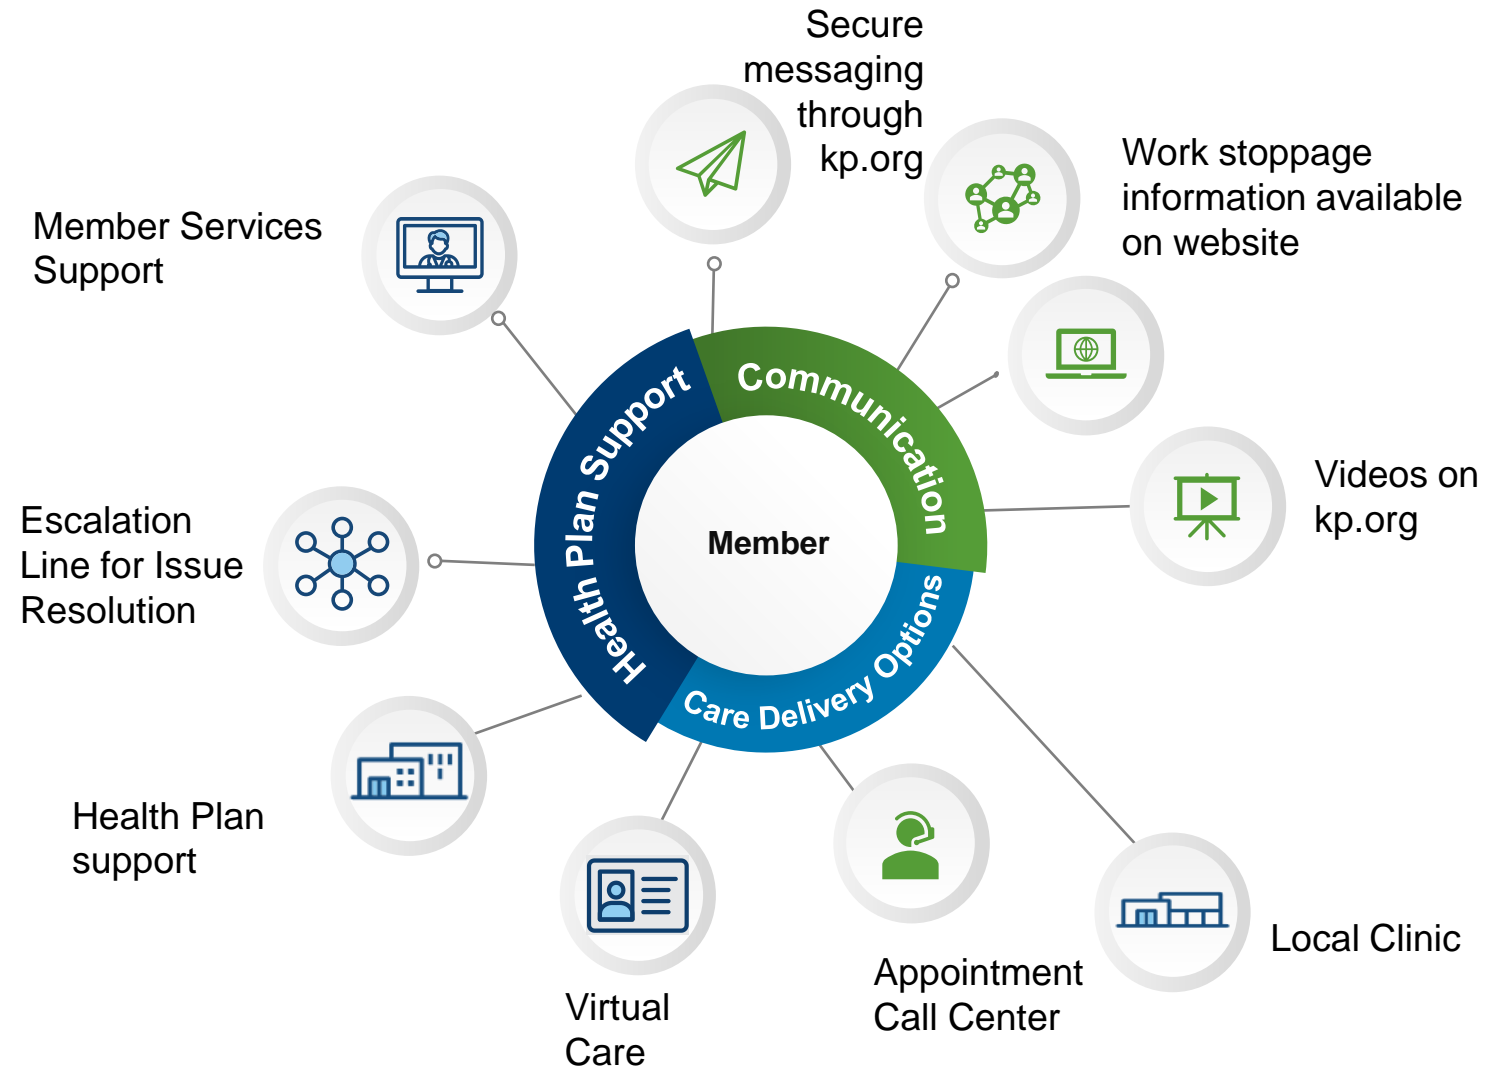 Secure
messaging
through
kp.org
Work stoppage
information available
on website
Member Services
Support
Communication
Health Plan Support
Videos on
kp.org
Escalation
Line for Issue
Resolution
Member
Care Delivery Options
Health Plan
support
Local Clinic
Appointment
Call Center
Virtual
Care